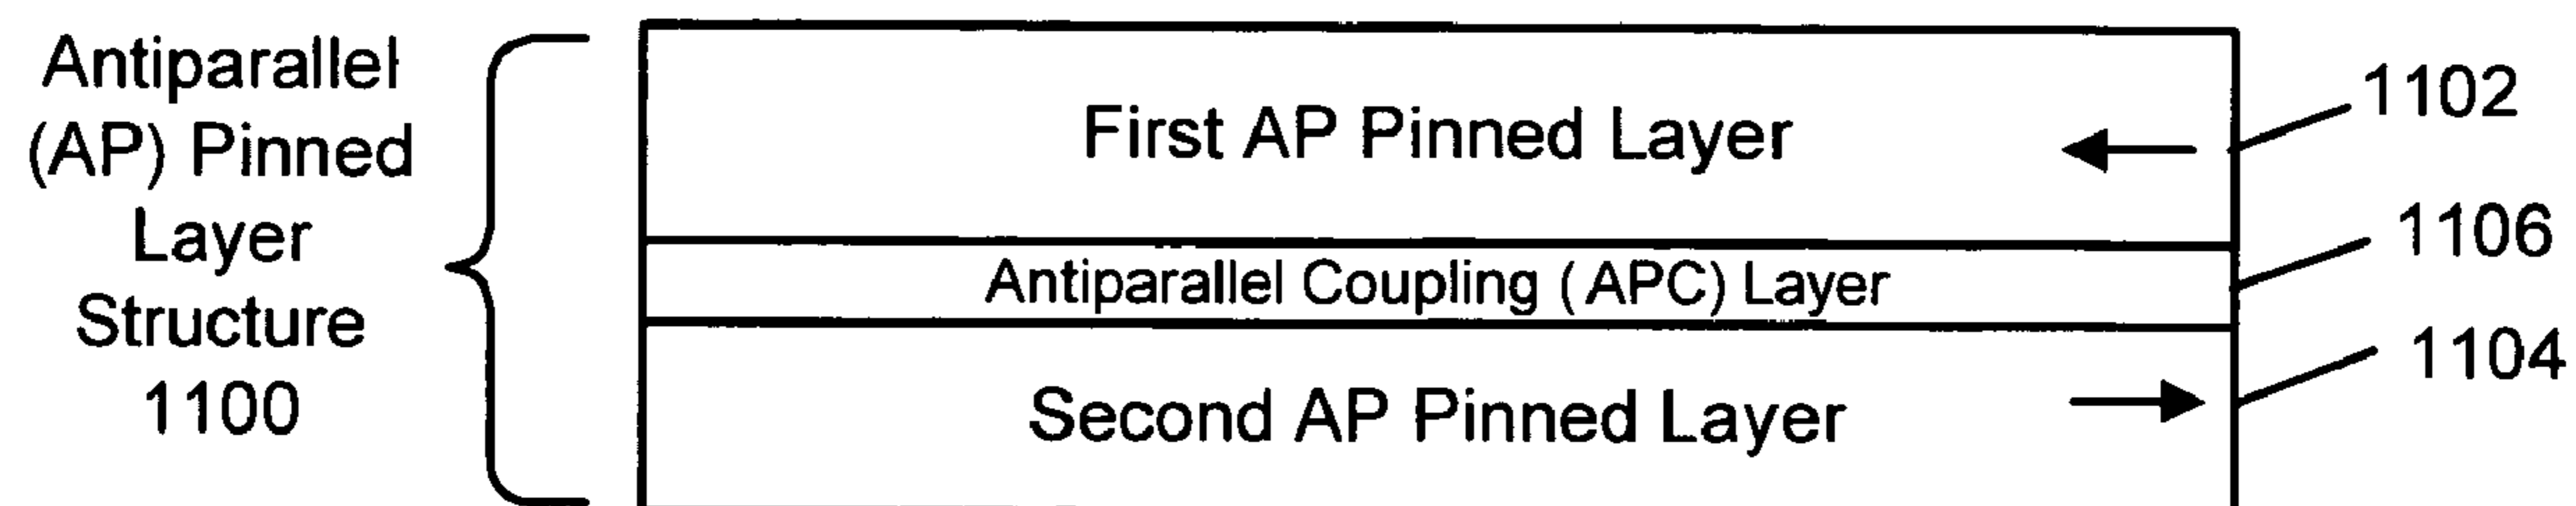 Antiparallel
(AP) Pinned
Layer
Structure
1100
First AP Pinned Layer
1102
Antiparallel Coupling (APC) Layer
1106
Second AP Pinned Layer
1104